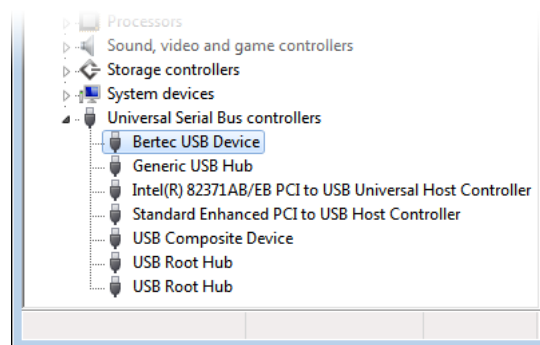 Processors
Sound, video and game controllers
Storage controllers
System devices
Universal Serial Bus controllers
Bertec USB Device
Generic USB Hub
Intel(R) 82371AB/EB PCI to USB Universal Host Controller
Standard Enhanced PCI to USB Host Controller
USB Composite Device
USB Root Hub
USB Root Hub